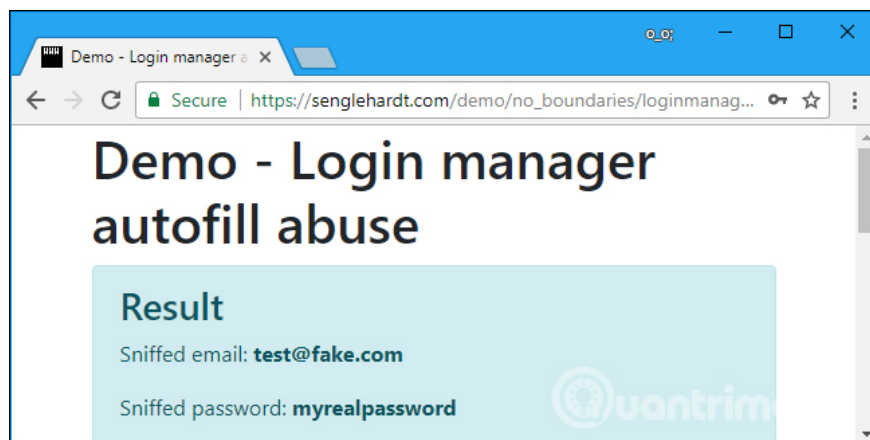 o_o;
Demo - Login manager a
Secure | https://senglehardt.com/demo/no_boundaries/loginmanag...
Demo - Login manager
autofill abuse
Result
Sniffed email: test@fake.com
Sniffed password: myrealpassword
uantrim